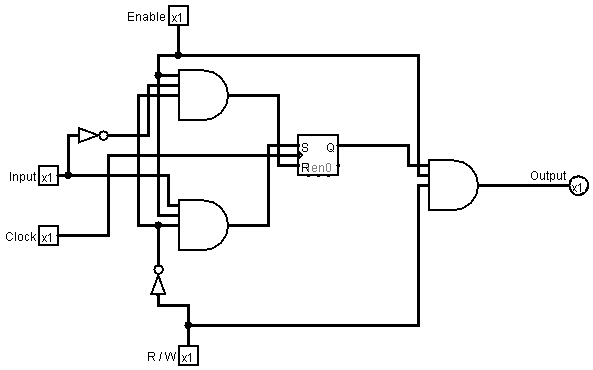 Enable x1
S Q
R en0
Input x1
Output
x1
Clock x1
R / W x1